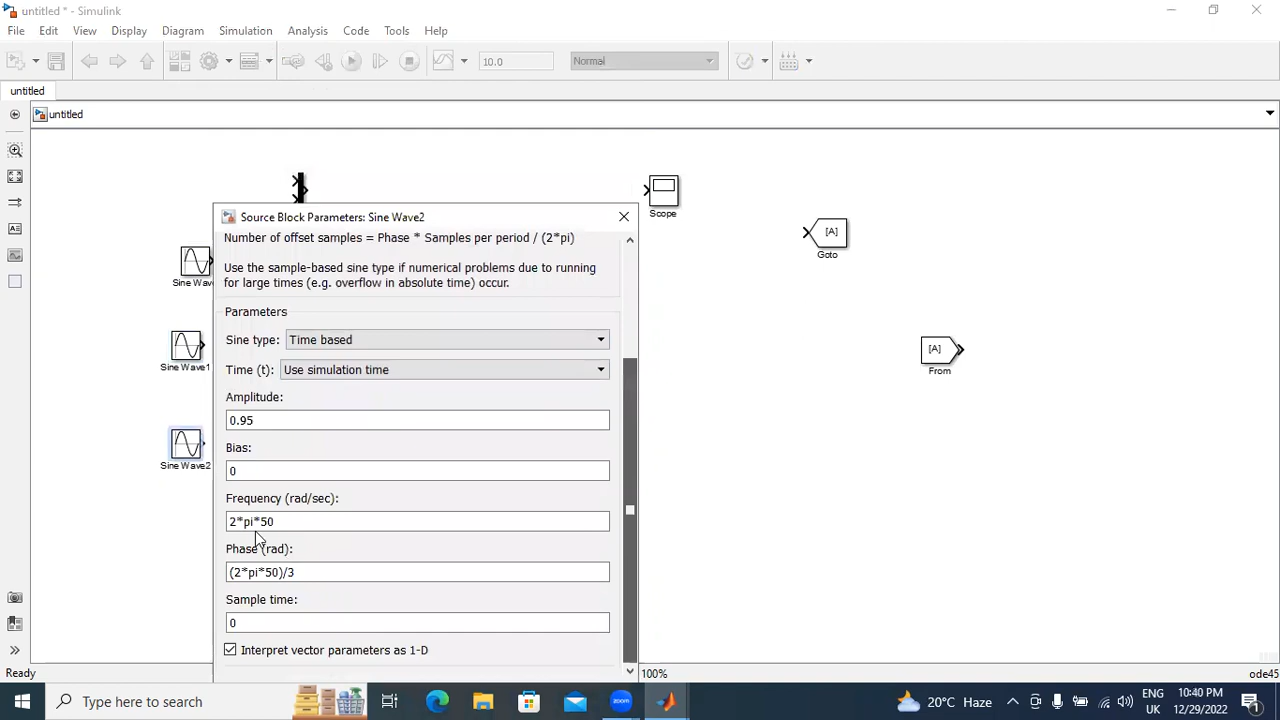 untitled * - Simulink
File Edit View Display Diagram Simulation Analysis Code Tools Help
10.0 Normal
untitled
untitled
Scope
[A]
Goto
[A]
From
Sine Wav
Sine Wave1
Sine Wave2
Source Block Parameters: Sine Wave2
Number of offset samples = Phase * Samples per period / (2*pi)
Use the sample-based sine type if numerical problems due to running
for large times (e.g. overflow in absolute time) occur.
Parameters
Sine type: Time based
Time (t): Use simulation time
Amplitude:
0.95
Bias:
0
Frequency (rad/sec):
2*pi*50
Phase (rad):
(2*pi*50)/3
Sample time:
0
Interpret vector parameters as 1-D
Ready 100% ode45
Type here to search zoom 20°C Haze ENG UK 10:40 PM 12/29/2022 1